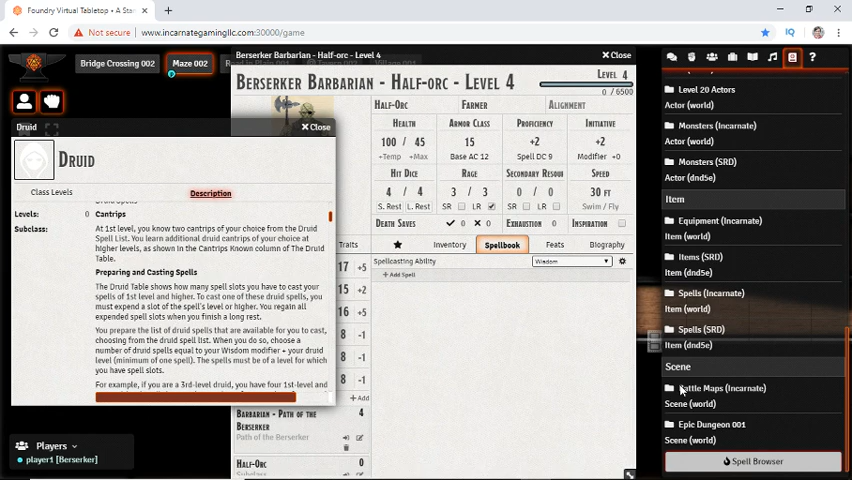 Foundry Virtual Tabletop • A Star
Not secure | www.incarnategamingllc.com:30000/game
IQ
Bridge Crossing 002
Maze 002
Berserker Barbarian - Half-orc - Level 4
Close
Berserker Barbarian - Half-orc - Level 4
Level 4
0 / 6500
Half-Orc
Farmer
Alignment
Health
Armor Class
Proficiency
Initiative
100 / 45
15
+2
+2
+Temp +Max
Base AC 12
Spell DC 9
Modifier +0
Hit Dice
Rage
Secondary Resou
Speed
4 / 4
3 / 3
0 / 0
30 ft
S. Rest L. Rest
SR LR
SR LR
Swim / Fly
Death Saves 0 0
Exhaustion 0
Inspiration
Traits
Inventory
Spellbook
Feats
Biography
Spellcasting Ability
Wisdom
+ Add Spell
17 +5
15 +2
16 +5
8 -1
8 -1
8 -1
+ Add
Barbarian - Path of the Berserker
4
Path of the Berserker
Half-Orc
0
Druid
Close
Druid
Class Levels
Description
Levels: 0
Subclass:
Cantrips
At 1st level, you know two cantrips of your choice from the Druid
Spell List. You learn additional druid cantrips of your choice at
higher levels, as shown in the Cantrips Known column of The Druid
Table.
Preparing and Casting Spells
The Druid Table shows how many spell slots you have to cast your
spells of 1st level and higher. To cast one of these druid spells, you
must expend a slot of the spell's level or higher. You regain all
expended spell slots when you finish a long rest.
You prepare the list of druid spells that are available for you to cast,
choosing from the druid spell list. When you do so, choose a
number of druid spells equal to your Wisdom modifier + your druid
level (minimum of one spell). The spells must be of a level for which
you have spell slots.
For example, if you are a 3rd-level druid, you have four 1st-level and
Players
player1 [Berserker]
Level 20 Actors
Actor (world)
Monsters (Incarnate)
Actor (world)
Monsters (SRD)
Actor (dnd5e)
Item
Equipment (Incarnate)
Item (world)
Items (SRD)
Item (dnd5e)
Spells (Incarnate)
Item (world)
Spells (SRD)
Item (dnd5e)
Scene
Battle Maps (Incarnate)
Scene (world)
Epic Dungeon 001
Scene (world)
Spell Browser